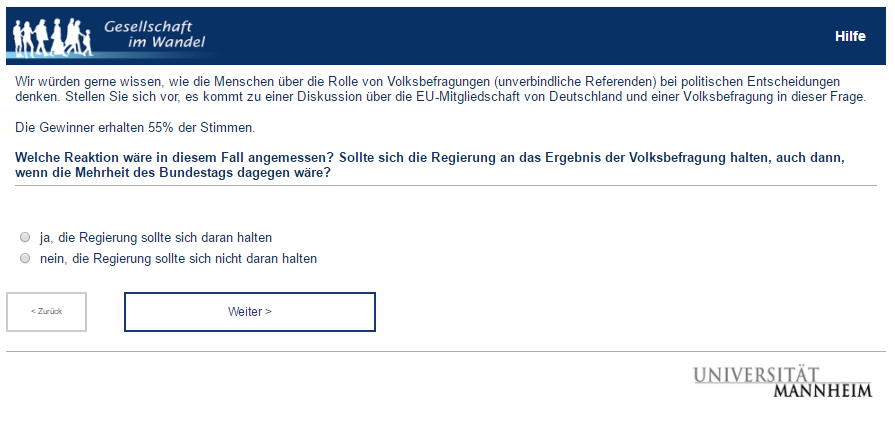 Gesellschaft
im Wandel
Hilfe
Wir würden gerne wissen, wie die Menschen über die Rolle von Volksbefragungen (unverbindliche Referenden) bei politischen Entscheidungen
denken. Stellen Sie sich vor, es kommt zu einer Diskussion über die EU-Mitgliedschaft von Deutschland und einer Volksbefragung in dieser Frage.
Die Gewinner erhalten 55% der Stimmen.
Welche Reaktion wäre in diesem Fall angemessen? Sollte sich die Regierung an das Ergebnis der Volksbefragung halten, auch dann,
wenn die Mehrheit des Bundestags dagegen wäre?
ja, die Regierung sollte sich daran halten
nein, die Regierung sollte sich nicht daran halten
< Zurück
Weiter >
UNIVERSITÄT
MANNHEIM